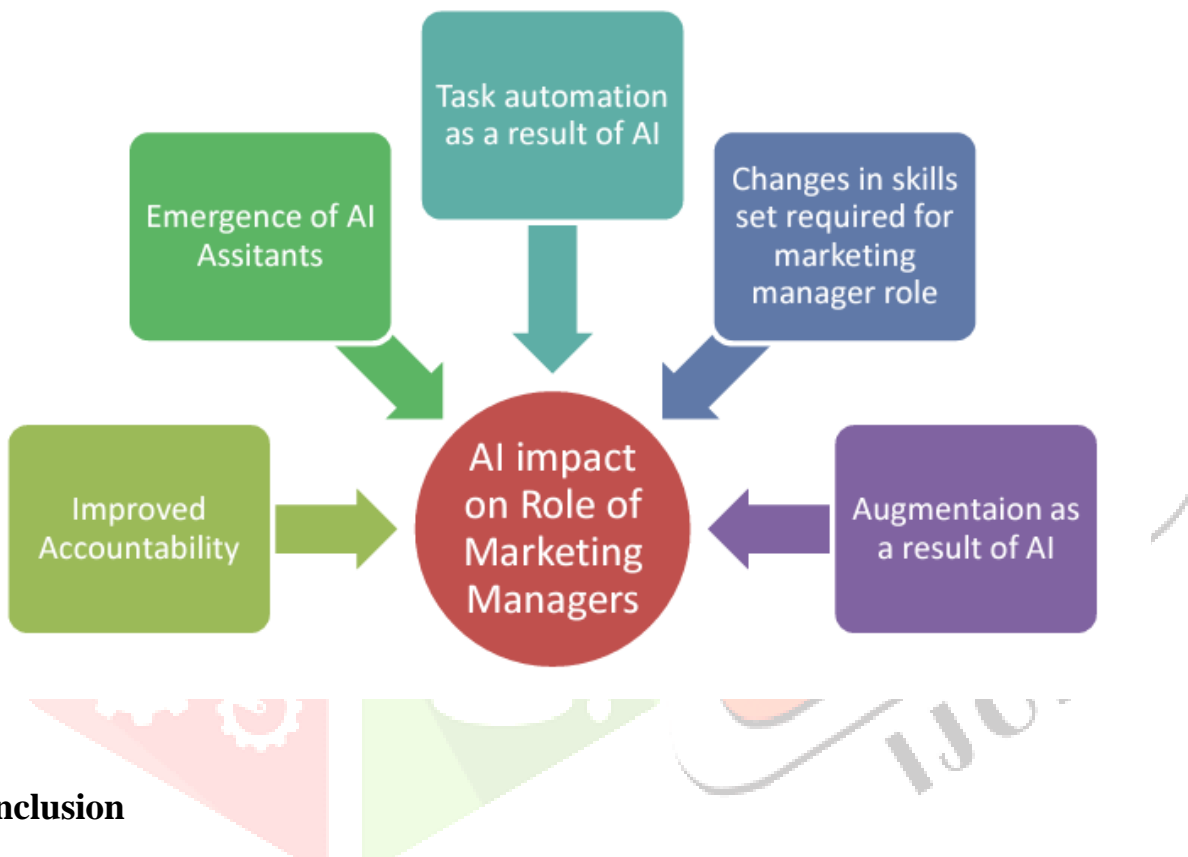 Task automation
as a result of AI
Emergence of AI
Assitants
Changes in skills
set required for
marketing
manager role
Improved
Accountability
AI impact
on Role of
Marketing
Managers
Augmentaion as
a result of AI
nclusion